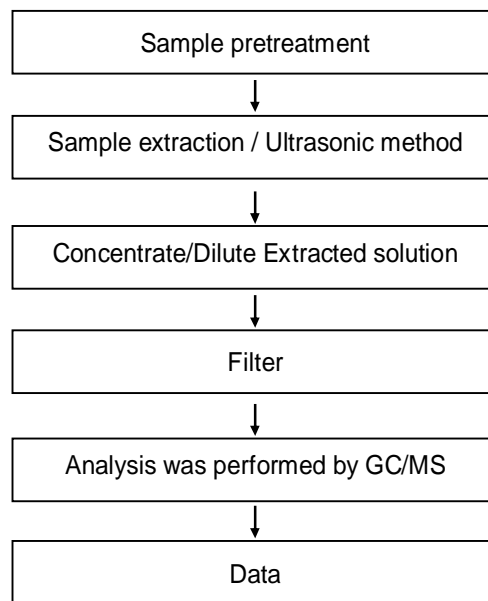 Sample pretreatment
Sample extraction / Ultrasonic method
Concentrate/Dilute Extracted solution
Filter
Analysis was performed by GC/MS
Data